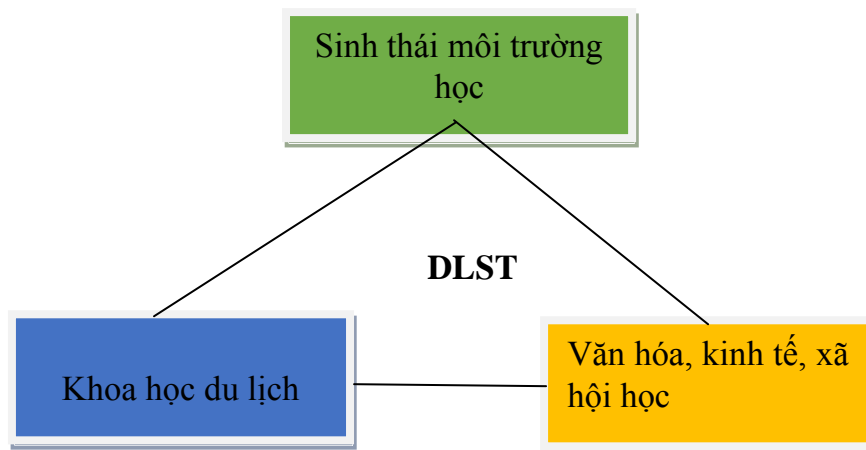 Sinh thái môi trường
học
DLST
Khoa học du lịch
Văn hóa, kinh tế, xã
hội học